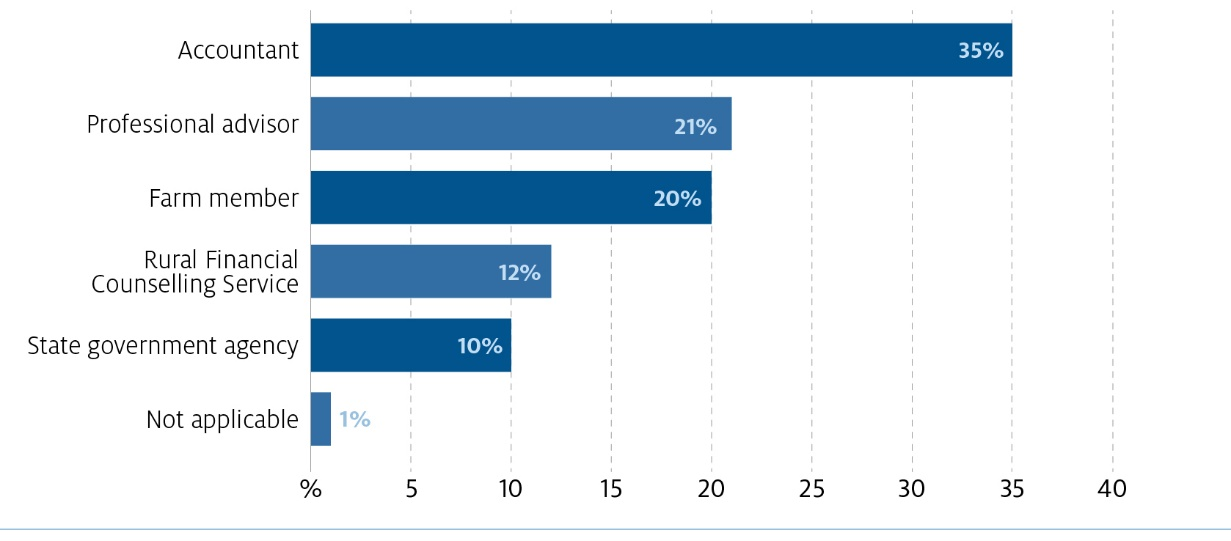 Accountant
35%
Professional advisor
21%
Farm member
20%
Rural Financial
Counselling Service
12%
State government agency
10%
Not applicable
1%
% 5 10 15 20 25 30 35 40